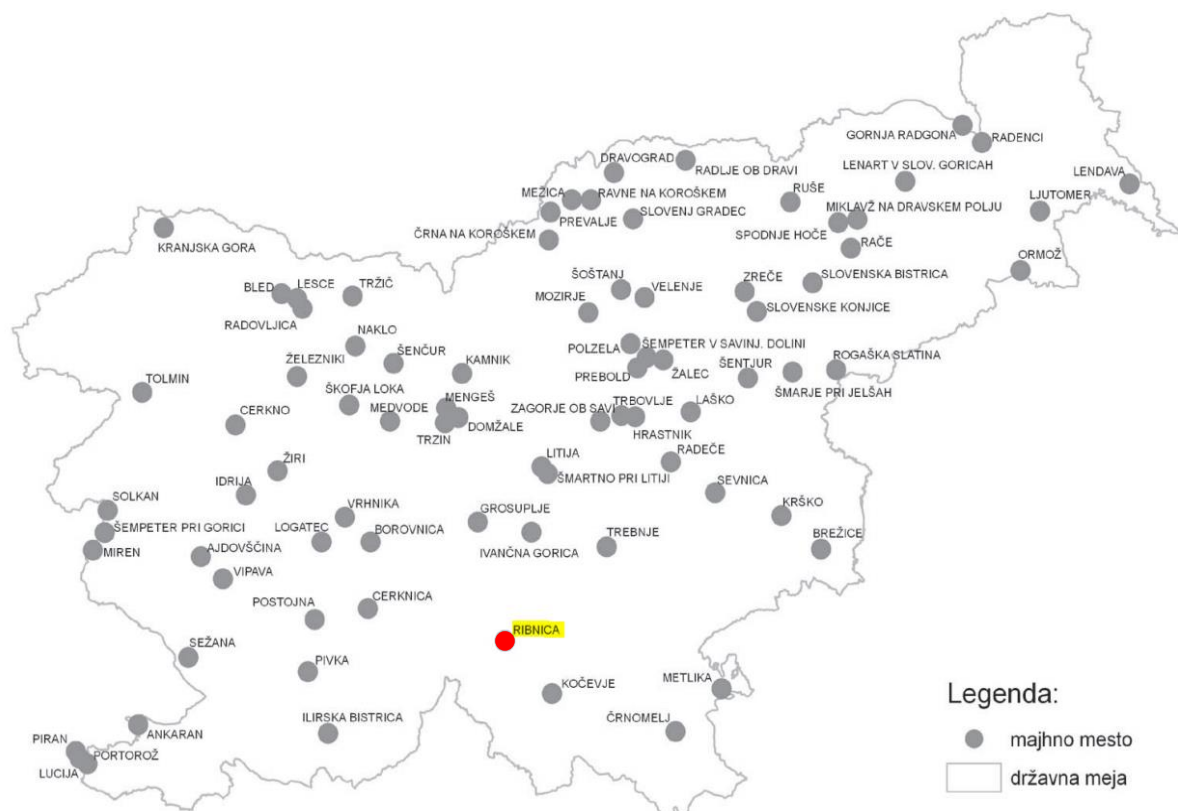 GORNJA RADGONA
RADENCI
DRAVOGRAD
RADLJE OB DRAVI
LENART V SLOV. GORICAH
LENDAVA
MEŽICA
RAVNE NA KOROŠKEM
RUŠE
LJUTOMER
PREVALJE
SLOVENJ GRADEC
MIKLAVŽ NA DRAVSKEM POLJU
SPODNJE HOČE
ČRNA NA KOROŠKEM
KRANJSKA GORA
RAČE
ORMOŽ
ŠOŠTANJ
ZREČE
SLOVENSKA BISTRICA
BLED
LESCE
TRŽIČ
VELENJE
MOZIRJE
SLOVENSKE KONJICE
RADOVLJICA
NAKLO
POLZELA
ŠEMPETER V SAVINJ. DOLINI
ROGAŠKA SLATINA
ŽELEZNIKI
ŠENČUR
KAMNIK
ŠENTJUR
PREBOLD
ŽALEC
TOLMIN
ŠMARJE PRI JELŠAH
ŠKOFJA LOKA
MENGEŠ
TRBOVLJE
LAŠKO
CERKNO
MEDVODE
ZAGORJE OB SAVI
DOMŽALE
TRZIN
HRASTNIK
LITIJA
RADEČE
ŽIRI
ŠMARTNO PRI LITIJI
IDRIJA
SEVNICA
SOLKAN
VRHNIKA
GROSUPLJE
KRŠKO
ŠEMPETER PRI GORICI
LOGATEC
BOROVNICA
TREBNJE
BREŽICE
MIREN
AJDOVŠČINA
IVANČNA GORICA
VIPAVA
CERKNICA
POSTOJNA
RIBNICA
SEŽANA
PIVKA
METLIKA
KOČEVJE
Legenda:
ILIRSKA BISTRICA
ČRNOMELJ
ANKARAN
PIRAN
majhno mesto
PORTOROŽ
LUCIJA
državna meja